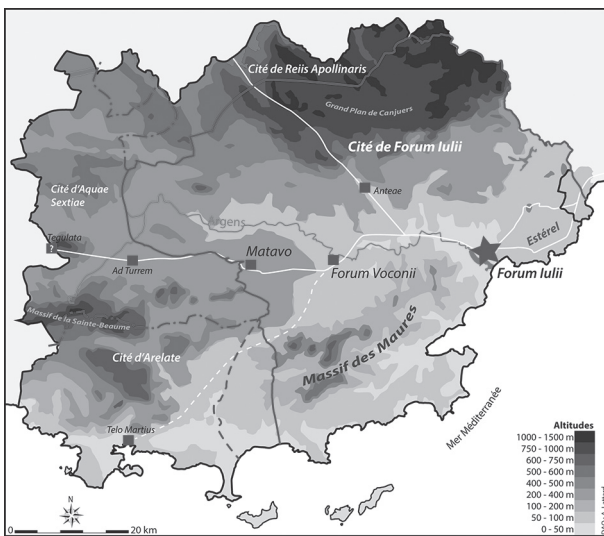 Cité de Reiis Apollinaris
Grand Plan de Canjuers
Cité de Forum Iulii
Cité d'Aquae
Sextiae
Anteae
Argens
Estérel
Tegulata
?
Matavo
Ad Turrem
Forum Voconii
Forum Iulii
Massif de la Sainte-Baume
Massif des Maures
Cité d'Arelate
Mer Méditerranée
Telo Martius
Altitudes
1000 - 1500 m
750 - 1000 m
600 - 750 m
500 - 600 m
400 - 500 m
200 - 400 m
100 - 200 m
50 - 100 m
0 - 50 m
N
0
20 km